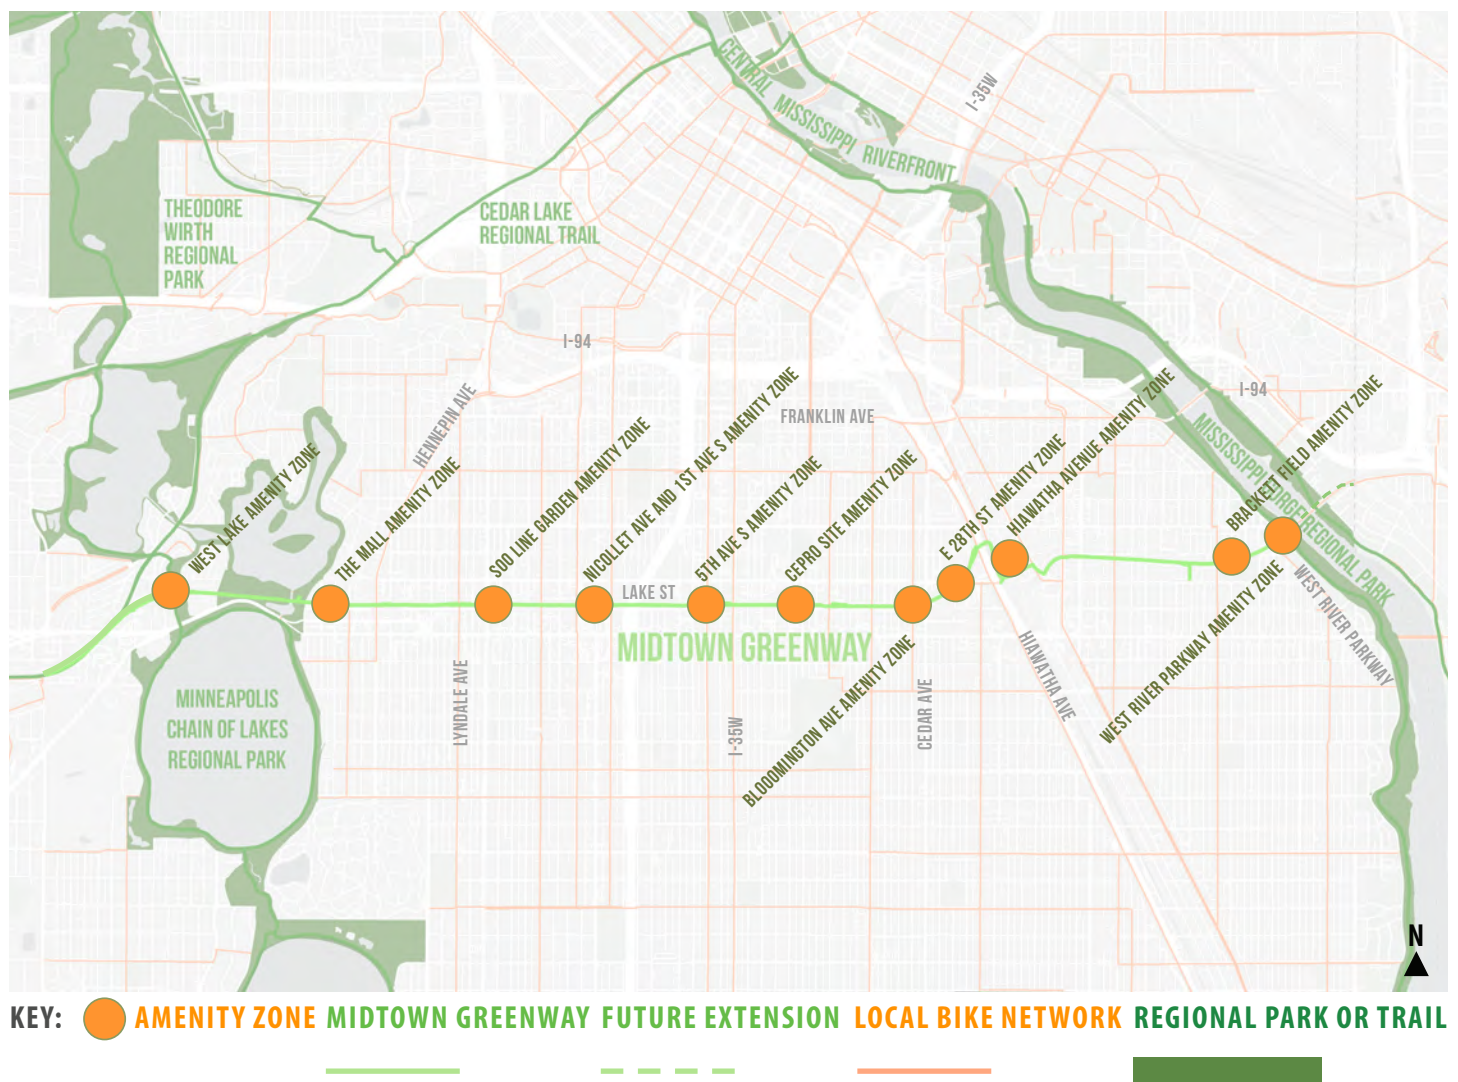 CENTRAL MISSISSIPPI RIVERFRONT
I-35W
THEODORE
WIRTH
REGIONAL
PARK
CEDAR LAKE
REGIONAL TRAIL
I-94
HENNEPIN AVE
FRANKLIN AVE
I-94
MISSISSIPPI GORGE REGIONAL PARK
WEST LAKE AMENITY ZONE
THE MALL AMENITY ZONE
SOO LINE GARDEN AMENITY ZONE
NICOLLET AVE AND 1ST AVE S AMENITY ZONE
5TH AVE S AMENITY ZONE
CEPRO SITE AMENITY ZONE
E 28TH ST AMENITY ZONE
HIAWATHA AVENUE AMENITY ZONE
BRACKETT FIELD AMENITY ZONE
LAKE ST
MIDTOWN GREENWAY
BLOOOMINGTON AVE AMENITY ZONE
WEST RIVER PARKWAY AMENITY ZONE
WEST RIVER PARKWAY
LYNDALE AVE
I-35W
CEDAR AVE
HIAWATHA AVE
MINNEAPOLIS
CHAIN OF LAKES
REGIONAL PARK
N
KEY: AMENITY ZONE MIDTOWN GREENWAY FUTURE EXTENSION LOCAL BIKE NETWORK REGIONAL PARK OR TRAIL